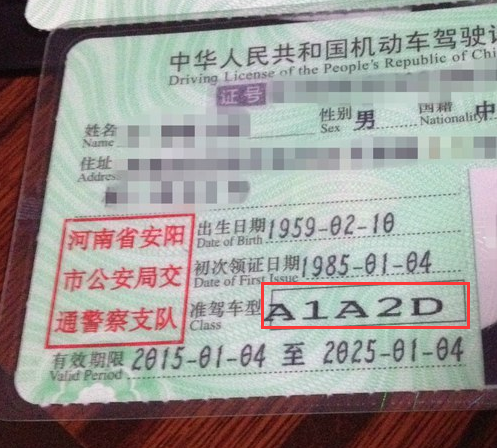 中华人民共和国机动车驾驶证
Driving License of the People's Republic of Chi
证号
姓名
Name
性别 男
Sex
国籍 中
Nationality
住址
Address
出生日期 1959-02-10
Date of Birth
初次领证日期 1985-01-04
Date of First Issue
准驾车型 A1A2D
Class
河南省安阳
市公安局交
通警察支队
有效期限 2015-01-04 至 2025-01-04
Valid Period